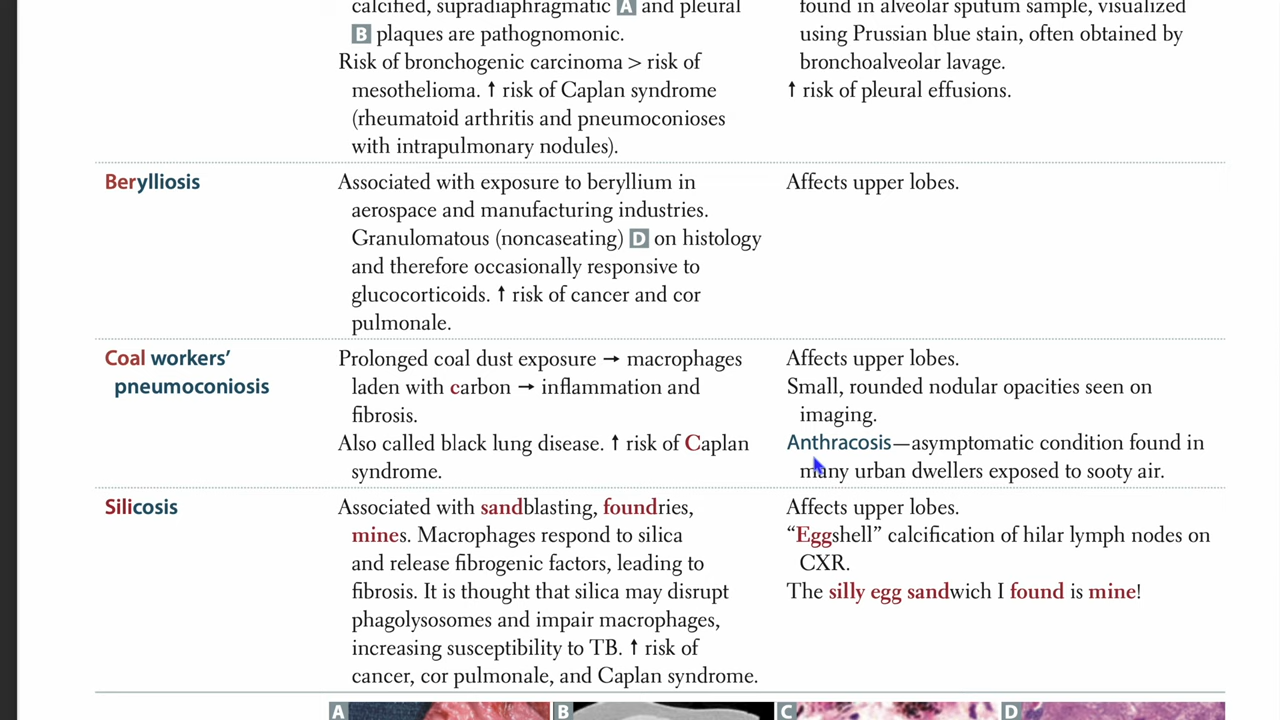 calcified, supradiaphragmatic A and pleural
B plaques are pathognomonic.
Risk of bronchogenic carcinoma > risk of
mesothelioma. ↑ risk of Caplan syndrome
(rheumatoid arthritis and pneumoconioses
with intrapulmonary nodules).
found in alveolar sputum sample, visualized
using Prussian blue stain, often obtained by
bronchoalveolar lavage.
↑ risk of pleural effusions.
Berylliosis
Associated with exposure to beryllium in
aerospace and manufacturing industries.
Granulomatous (noncaseating) D on histology
and therefore occasionally responsive to
glucocorticoids. ↑ risk of cancer and cor
pulmonale.
Affects upper lobes.
Coal workers’
pneumoconiosis
Prolonged coal dust exposure → macrophages
laden with carbon → inflammation and
fibrosis.
Also called black lung disease. ↑ risk of Caplan
syndrome.
Affects upper lobes.
Small, rounded nodular opacities seen on
imaging.
Anthracosis—asymptomatic condition found in
many urban dwellers exposed to sooty air.
Silicosis
Associated with sandblasting, foundries,
mines. Macrophages respond to silica
and release fibrogenic factors, leading to
fibrosis. It is thought that silica may disrupt
phagolysosomes and impair macrophages,
increasing susceptibility to TB. ↑ risk of
cancer, cor pulmonale, and Caplan syndrome.
Affects upper lobes.
“Eggshell” calcification of hilar lymph nodes on
CXR.
The silly egg sandwich I found is mine!
A B C D